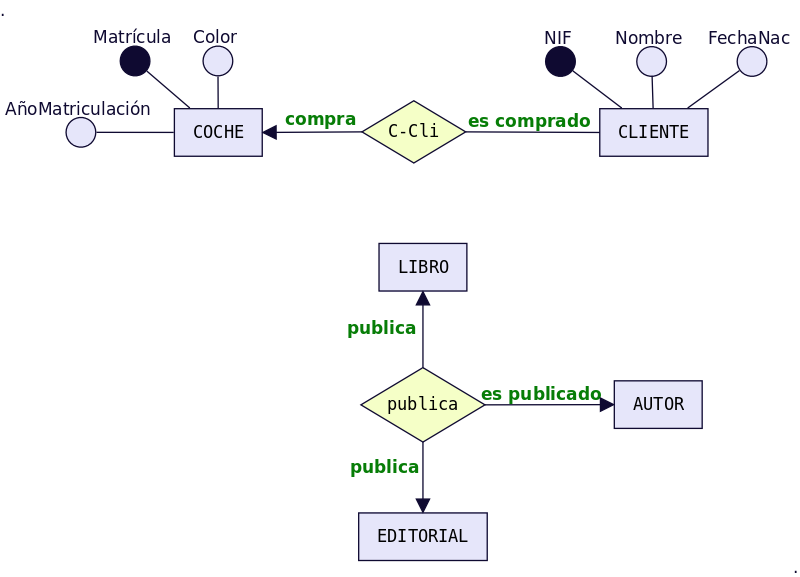 .
Matrícula
Color
NIF
Nombre
FechaNac
AñoMatriculación
COCHE
compra
C-Cli
es comprado
CLIENTE
LIBRO
publica
publica
es publicado
AUTOR
publica
EDITORIAL
.